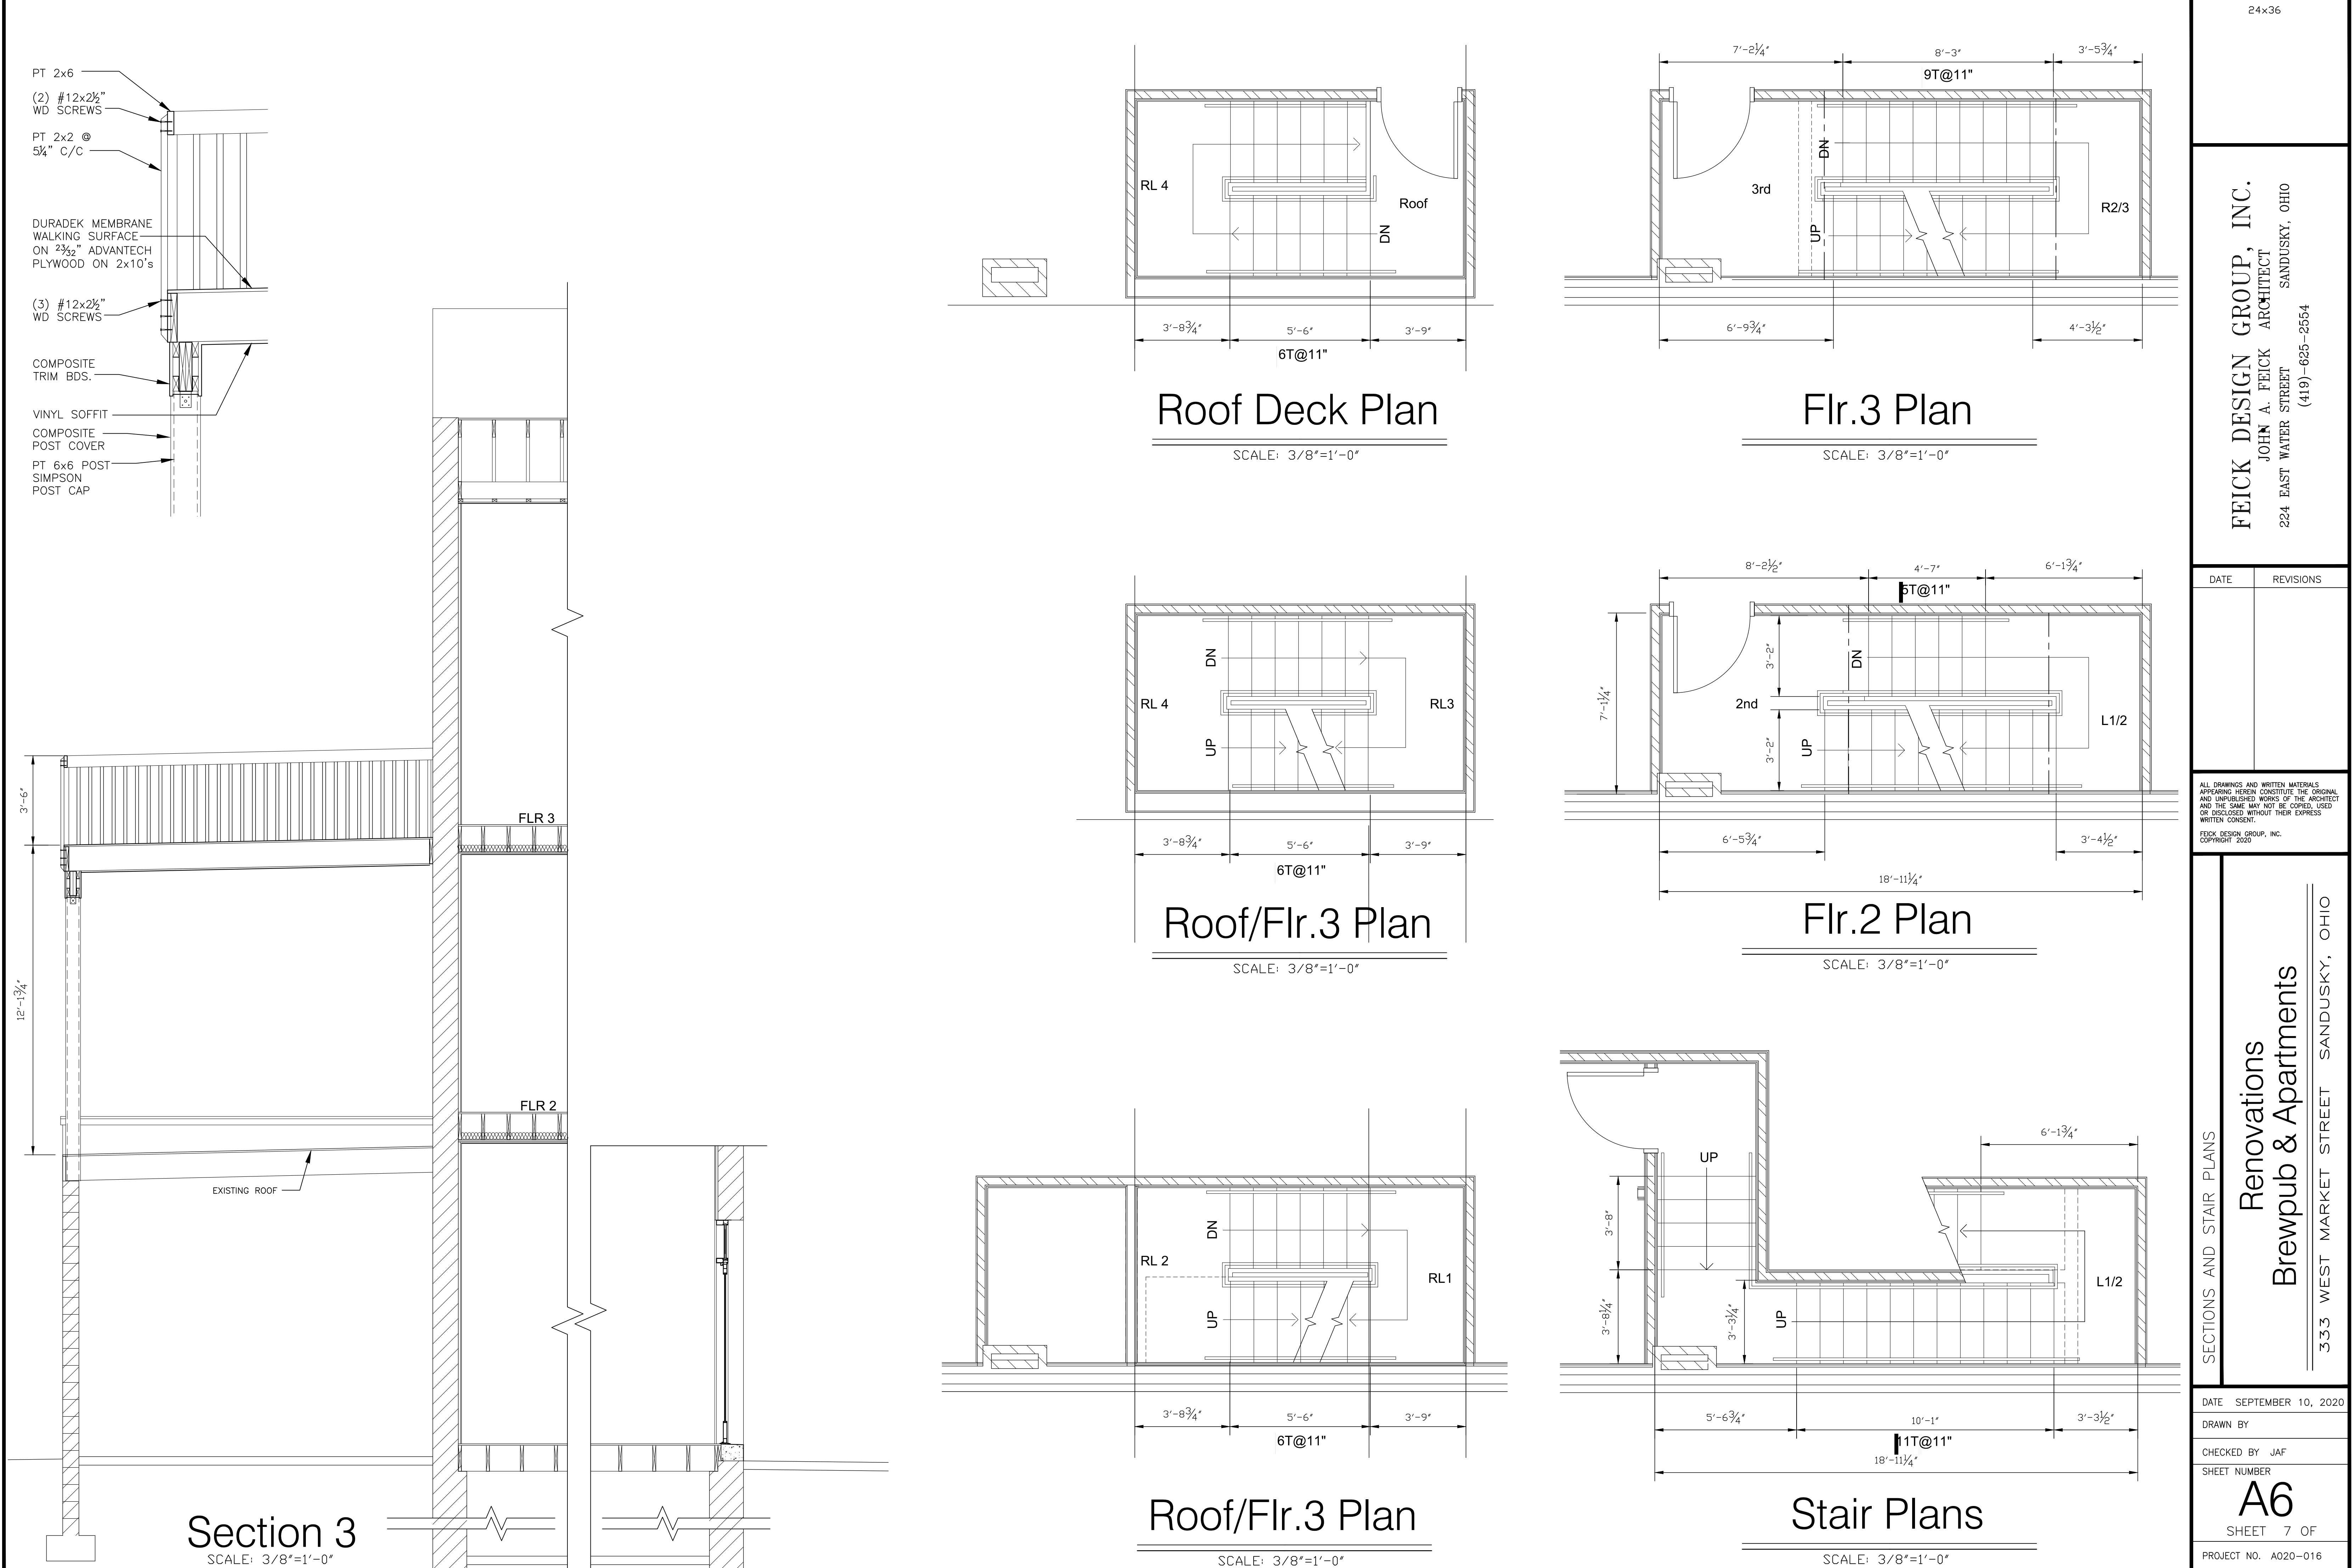 PT 2x6
(2) #12x2½"
WD SCREWS
PT 2x2 @
5¼" C/C
DURADEK MEMBRANE
WALKING SURFACE
ON 23⁄32" ADVANTECH
PLYWOOD ON 2x10's
(3) #12x2½"
WD SCREWS
COMPOSITE
TRIM BDS.
VINYL SOFFIT
COMPOSITE
POST COVER
PT 6x6 POST
SIMPSON
POST CAP
3'-6"
12'-1¾"
FLR 3
FLR 2
EXISTING ROOF
Section 3
SCALE: 3/8"=1'-0"
RL 4
Roof
DN
3'-8¾"
5'-6"
3'-9"
6T@11"
Roof Deck Plan
SCALE: 3/8"=1'-0"
7'-2¼"
8'-3"
3'-5¾"
9T@11"
DN
3rd
R2/3
UP
6'-9¾"
4'-3½"
Flr.3 Plan
SCALE: 3/8"=1'-0"
DN
RL 4
RL3
UP
3'-8¾"
5'-6"
3'-9"
6T@11"
Roof/Flr.3 Plan
SCALE: 3/8"=1'-0"
8'-2½"
4'-7"
6'-1¾"
5T@11"
7'-1¼"
3'-2"
DN
2nd
L1/2
3'-2"
UP
6'-5¾"
3'-4½"
18'-11¼"
Flr.2 Plan
SCALE: 3/8"=1'-0"
DN
RL 2
RL1
UP
3'-8¾"
5'-6"
3'-9"
6T@11"
Roof/Flr.3 Plan
SCALE: 3/8"=1'-0"
6'-1¾"
UP
3'-8"
L1/2
3'-8¼"
3'-3¼"
UP
5'-6¾"
10'-1"
3'-3½"
11T@11"
18'-11¼"
Stair Plans
SCALE: 3/8"=1'-0"
24x36
FEICK DESIGN GROUP, INC.
JOHN A. FEICK ARCHITECT
224 EAST WATER STREET SANDUSKY, OHIO
(419)-625-2554
DATE REVISIONS
ALL DRAWINGS AND WRITTEN MATERIALS
APPEARING HEREIN CONSTITUTE THE ORIGINAL
AND UNPUBLISHED WORKS OF THE ARCHITECT
AND THE SAME MAY NOT BE COPIED, USED
OR DISCLOSED WITHOUT THEIR EXPRESS
WRITTEN CONSENT.
FEICK DESIGN GROUP, INC.
COPYRIGHT 2020
SECTIONS AND STAIR PLANS
Renovations
Brewpub & Apartments
333 WEST MARKET STREET SANDUSKY, OHIO
DATE SEPTEMBER 10, 2020
DRAWN BY
CHECKED BY JAF
SHEET NUMBER
A6
SHEET 7 OF
PROJECT NO. A020-016